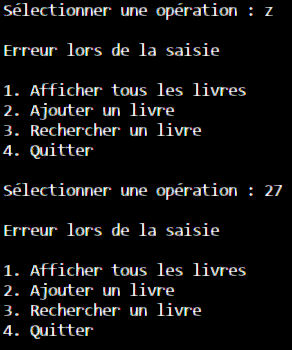 Sélectionner une opération : z
Erreur lors de la saisie
1. Afficher tous les livres
2. Ajouter un livre
3. Rechercher un livre
4. Quitter
Sélectionner une opération : 27
Erreur lors de la saisie
1. Afficher tous les livres
2. Ajouter un livre
3. Rechercher un livre
4. Quitter